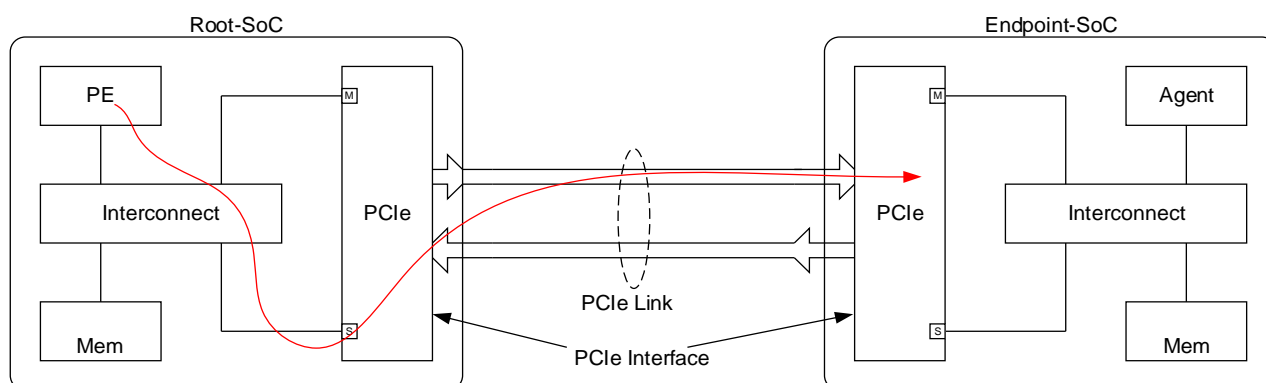 Root-SoC
Endpoint-SoC
PE
M
M
Agent
Interconnect
PCIe
PCIe
Interconnect
PCIe Link
Mem
S
S
Mem
PCIe Interface